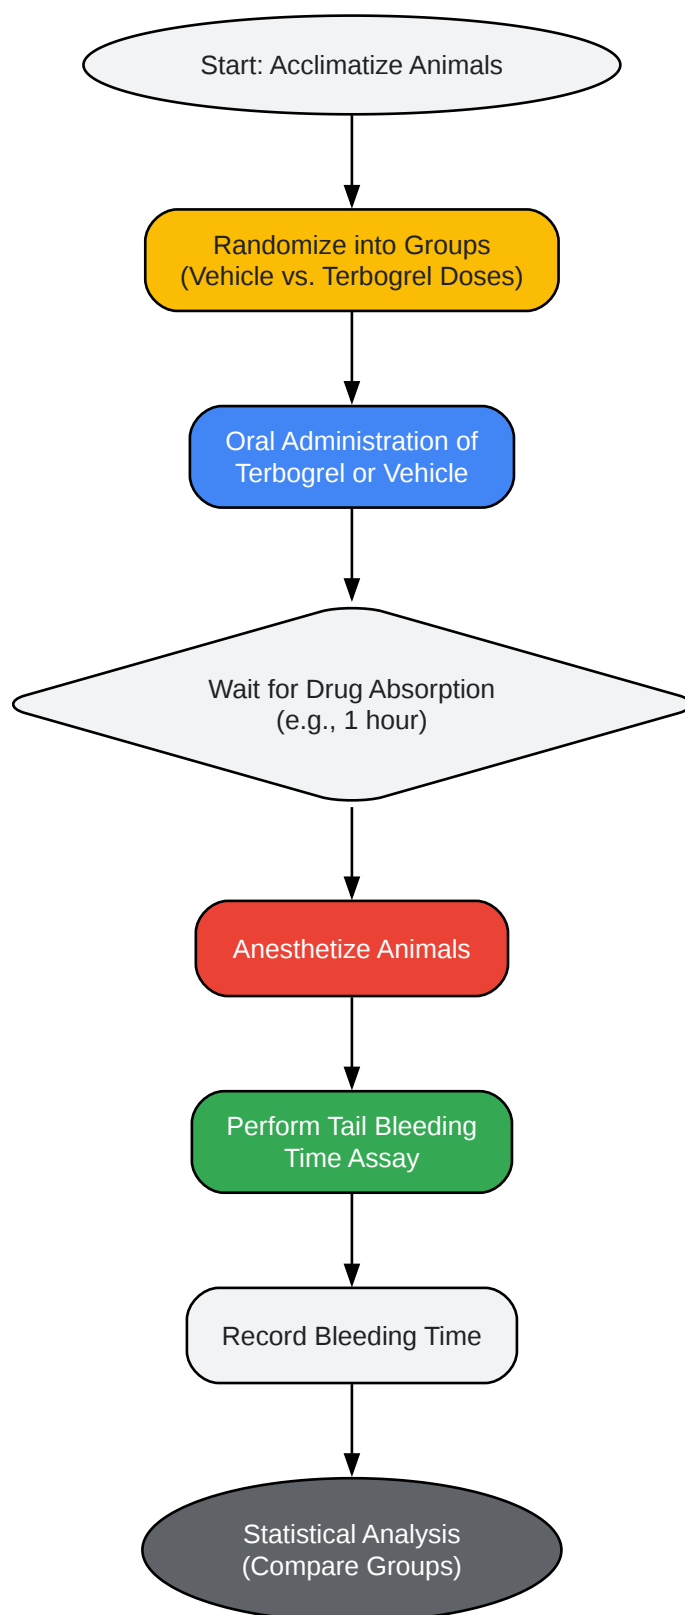 Start: Acclimatize Animals
Randomize into Groups
(Vehicle vs. Terbogrel Doses)
Oral Administration of
Terbogrel or Vehicle
Wait for Drug Absorption
(e.g., 1 hour)
Anesthetize Animals
Perform Tail Bleeding
Time Assay
Record Bleeding Time
Statistical Analysis
(Compare Groups)